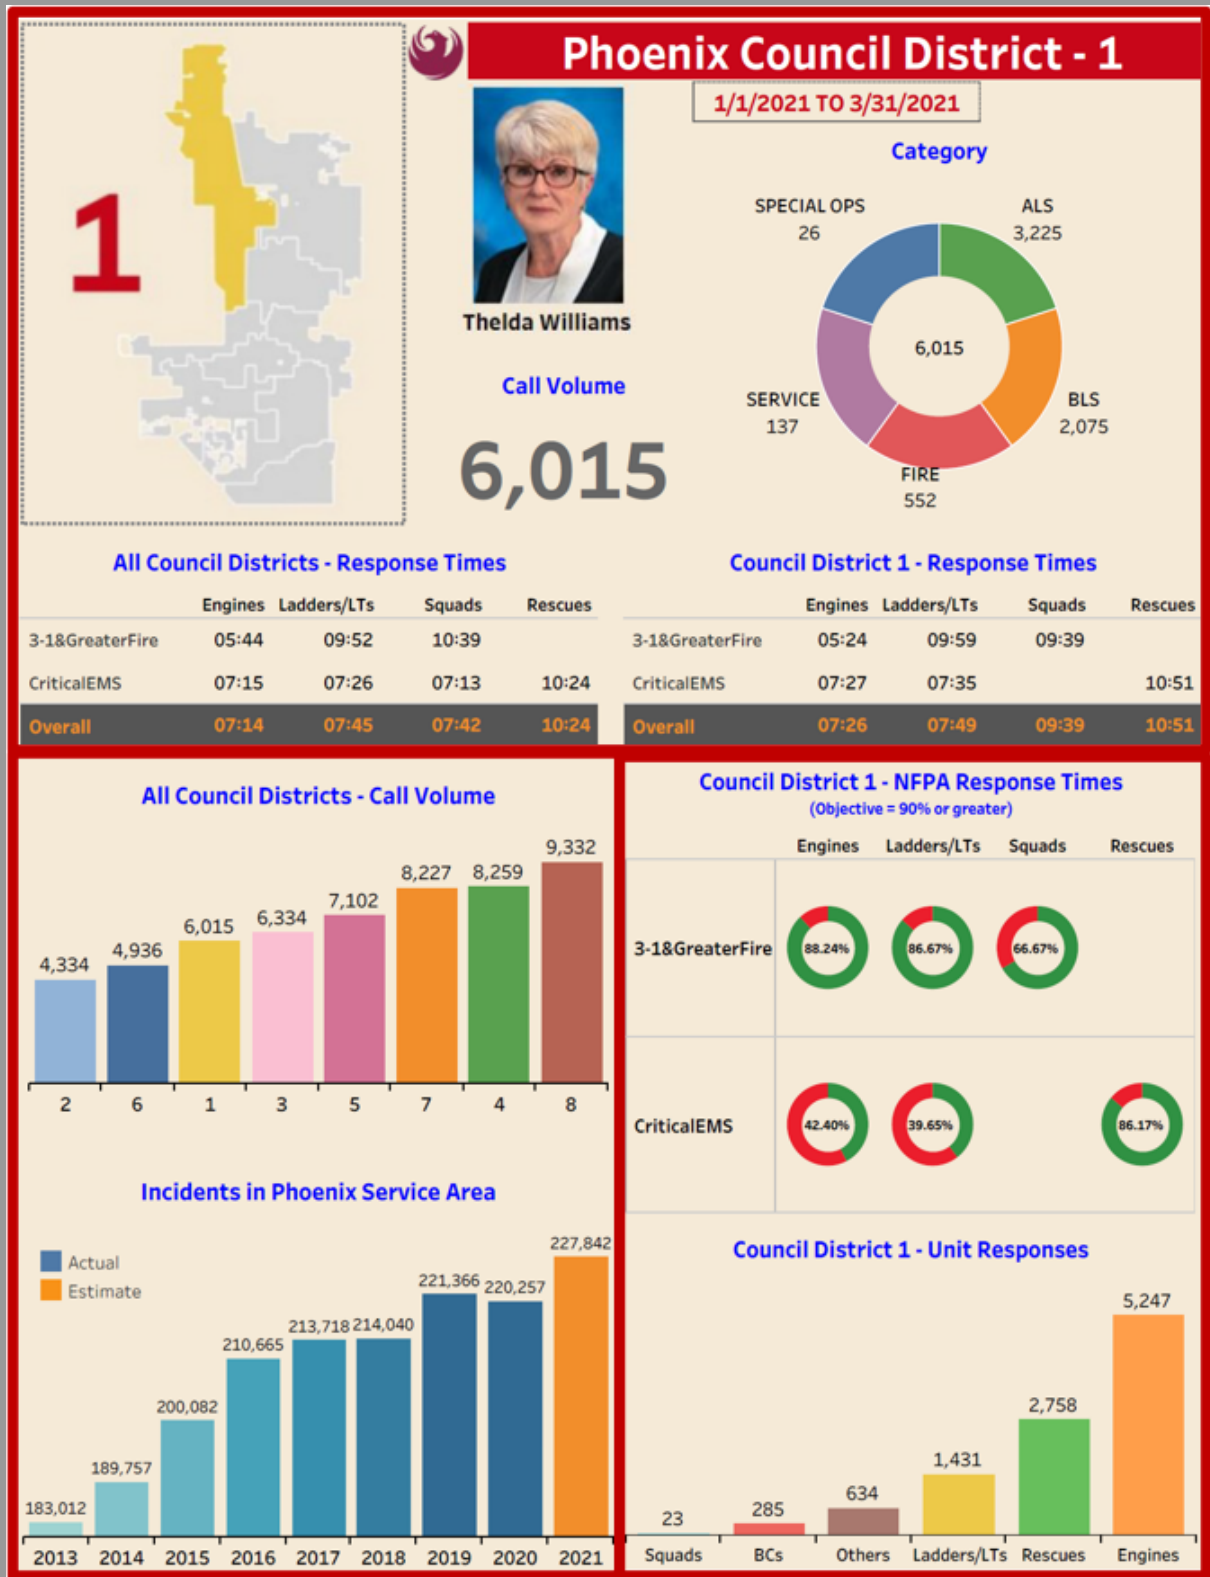 Phoenix Council District - 1
1/1/2021 TO 3/31/2021
1
Thelda Williams
Call Volume
6,015
Category
SPECIAL OPS
26
ALS
3,225
6,015
SERVICE
137
BLS
2,075
FIRE
552
All Council Districts - Response Times
Engines Ladders/LTs Squads Rescues
3-1&GreaterFire 05:44 09:52 10:39
CriticalEMS 07:15 07:26 07:13 10:24
Overall 07:14 07:45 07:42 10:24
Council District 1 - Response Times
Engines Ladders/LTs Squads Rescues
3-1&GreaterFire 05:24 09:59 09:39
CriticalEMS 07:27 07:35 10:51
Overall 07:26 07:49 09:39 10:51
All Council Districts - Call Volume
4,334 4,936 6,015 6,334 7,102 8,227 8,259 9,332
2 6 1 3 5 7 4 8
Incidents in Phoenix Service Area
Actual
Estimate
183,012 189,757 200,082 210,665 213,718 214,040 221,366 220,257 227,842
2013 2014 2015 2016 2017 2018 2019 2020 2021
Council District 1 - NFPA Response Times
(Objective = 90% or greater)
Engines Ladders/LTs Squads Rescues
3-1&GreaterFire 88.24% 86.67% 66.67%
CriticalEMS 42.40% 39.65% 86.17%
Council District 1 - Unit Responses
23 285 634 1,431 2,758 5,247
Squads BCs Others Ladders/LTs Rescues Engines